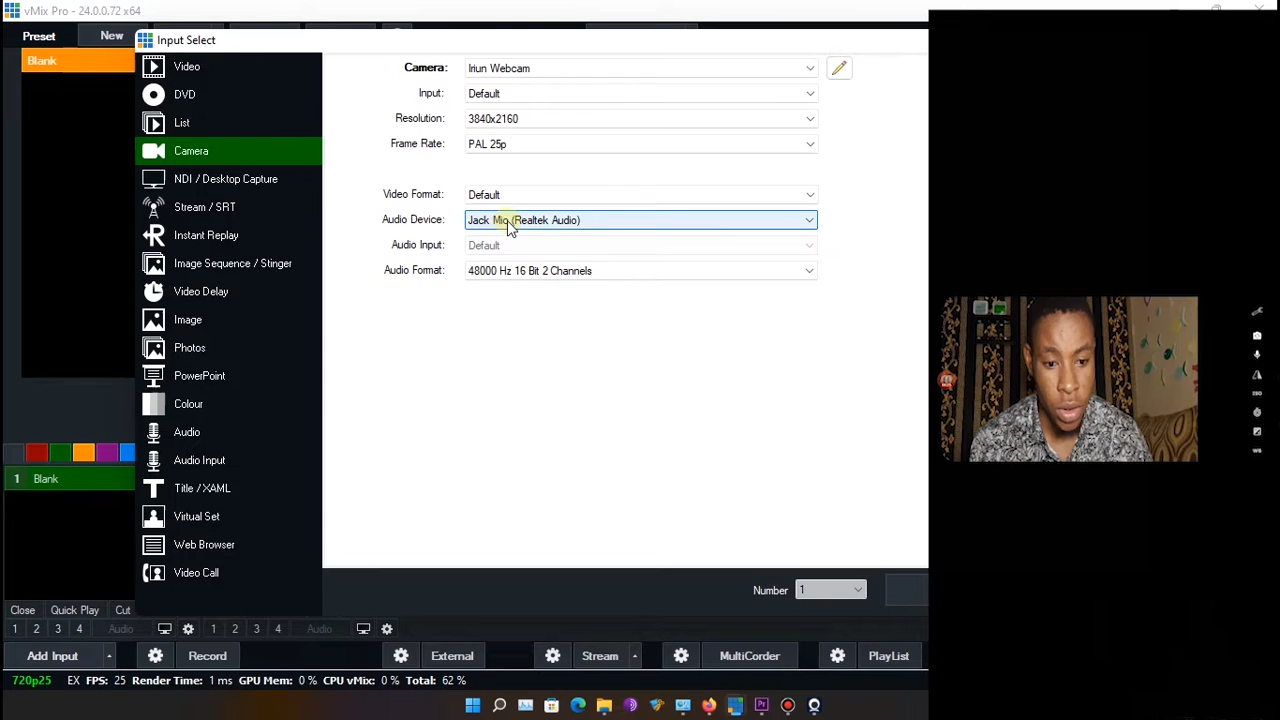 vMix Pro - 24.0.0.72 x64
Preset
New
Input Select
Blank
Video
DVD
List
Camera
NDI / Desktop Capture
Stream / SRT
Instant Replay
Image Sequence / Stinger
Video Delay
Image
Photos
PowerPoint
Colour
Audio
Audio Input
Title / XAML
Virtual Set
Web Browser
Video Call
Camera: Iriun Webcam
Input: Default
Resolution: 3840x2160
Frame Rate: PAL 25p
Video Format: Default
Audio Device: Jack Mic (Realtek Audio)
Audio Input: Default
Audio Format: 48000 Hz 16 Bit 2 Channels
1 Blank
Number 1
Close Quick Play Cut
1 2 3 4 Audio 1 2 3 4 Audio
Add Input Record External Stream MultiCorder PlayList
720p25 EX FPS: 25 Render Time: 1 ms GPU Mem: 0 % CPU vMix: 0 % Total: 62 %